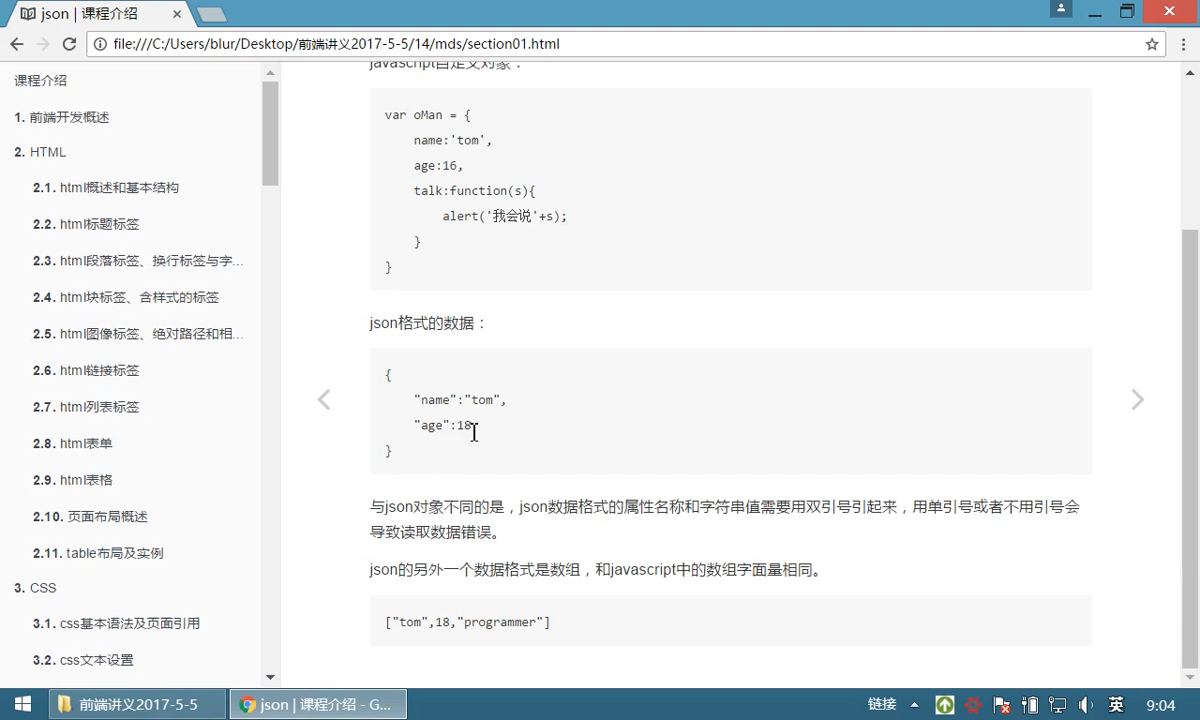 json | 课程介绍
file:///C:/Users/blur/Desktop/前端讲义2017-5-5/14/mds/section01.html
课程介绍
1. 前端开发概述
2. HTML
2.1. html概述和基本结构
2.2. html标题标签
2.3. html段落标签、换行标签与字...
2.4. html块标签、含样式的标签
2.5. html图像标签、绝对路径和相...
2.6. html链接标签
2.7. html列表标签
2.8. html表单
2.9. html表格
2.10. 页面布局概述
2.11. table布局及实例
3. CSS
3.1. css基本语法及页面引用
3.2. css文本设置
javascript自定义对象：
var oMan = {
name:'tom',
age:16,
talk:function(s){
alert('我会说'+s);
}
}
json格式的数据：
{
"name":"tom",
"age":18
}
与json对象不同的是，json数据格式的属性名称和字符串值需要用双引号引起来，用单引号或者不用引号会
导致读取数据错误。
json的另外一个数据格式是数组，和javascript中的数组字面量相同。
["tom",18,"programmer"]
前端讲义2017-5-5
json | 课程介绍 - G...
链接
英
9:04